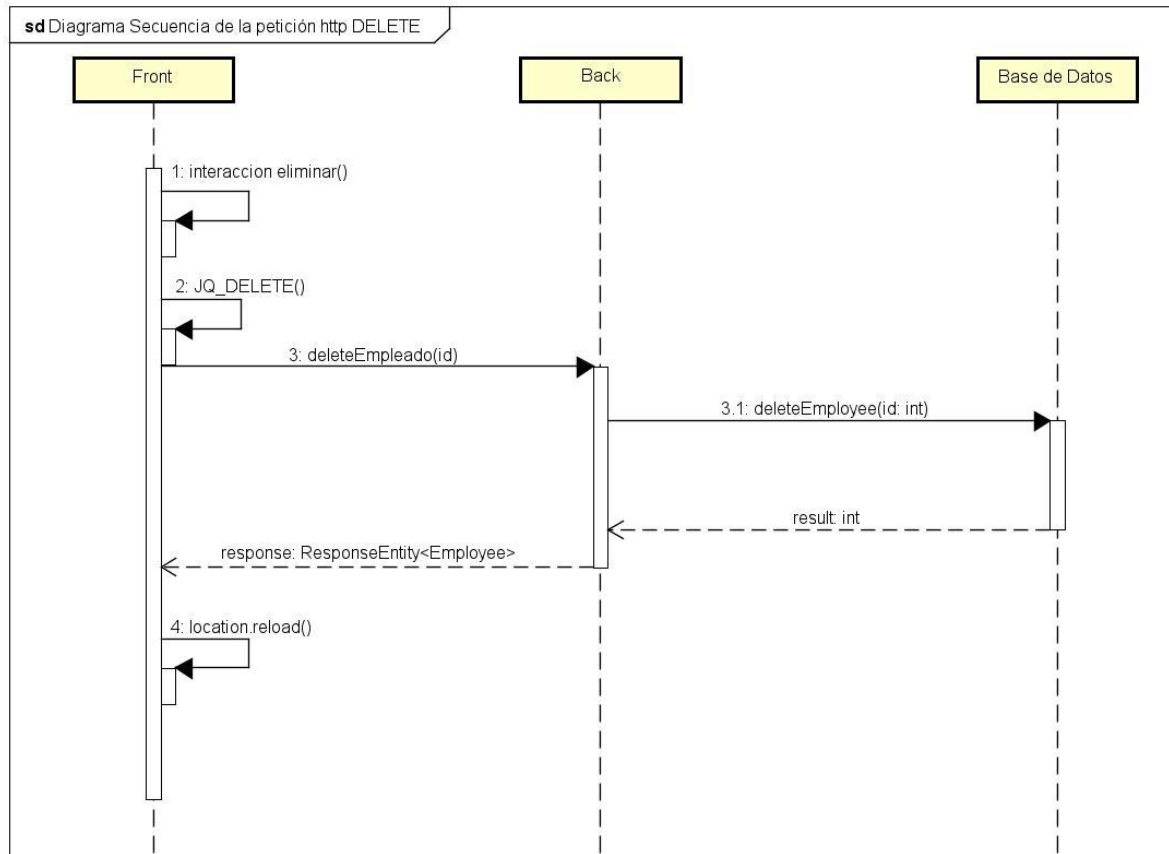 sd Diagrama Secuencia de la petición http DELETE
Front
Back
Base de Datos
1: interaccion eliminar()
2: JQ_DELETE()
3: deleteEmpleado(id)
3.1: deleteEmployee(id: int)
result: int
response: ResponseEntity<Employee>
4: location.reload()